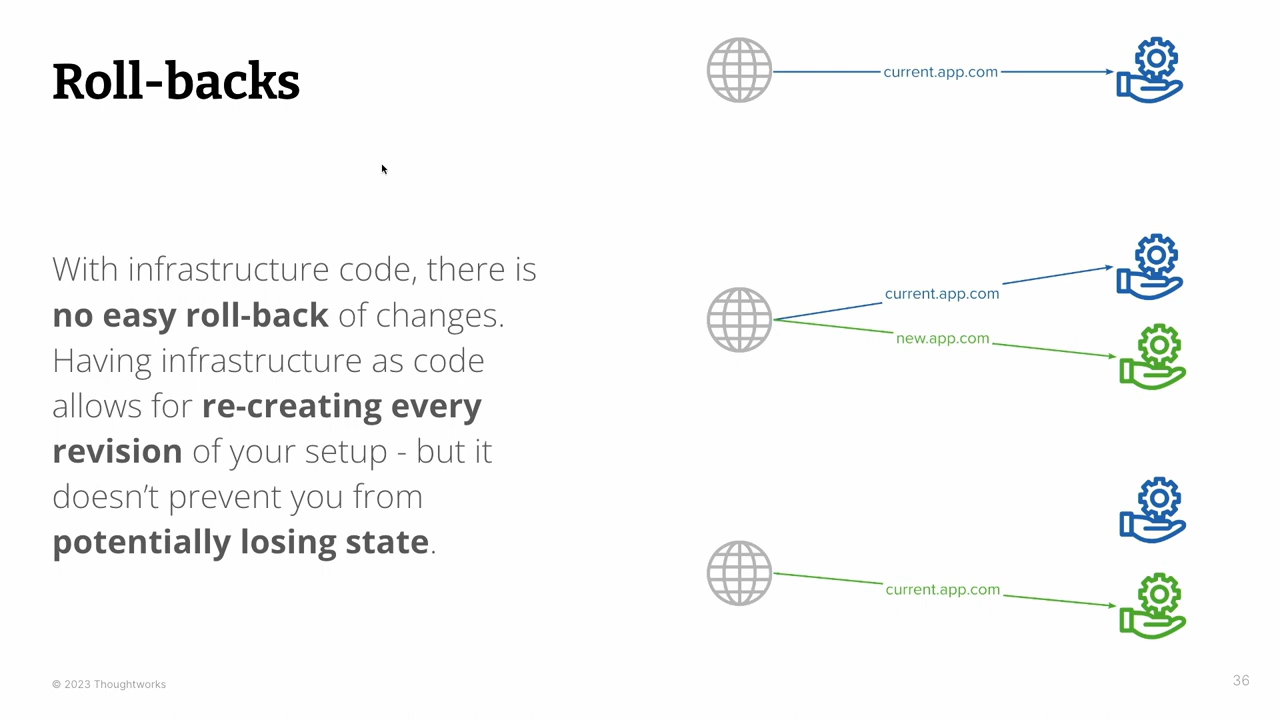 Roll-backs
With infrastructure code, there is
no easy roll-back of changes.
Having infrastructure as code
allows for re-creating every
revision of your setup - but it
doesn’t prevent you from
potentially losing state.
current.app.com
current.app.com
new.app.com
current.app.com
© 2023 Thoughtworks
36